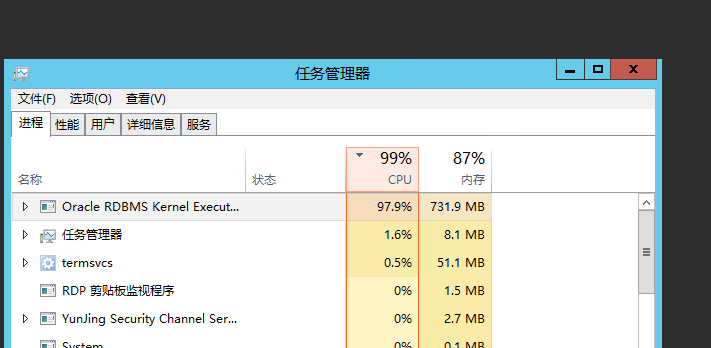 任务管理器
文件(F) 选项(O) 查看(V)
进程 性能 用户 详细信息 服务
99% 87%
名称 状态 CPU 内存
Oracle RDBMS Kernel Execut... 97.9% 731.9 MB
任务管理器 1.6% 8.1 MB
termsvcs 0.5% 51.1 MB
RDP 剪贴板监视程序 0% 1.5 MB
YunJing Security Channel Ser... 0% 2.7 MB
System 0% 0.1 MB